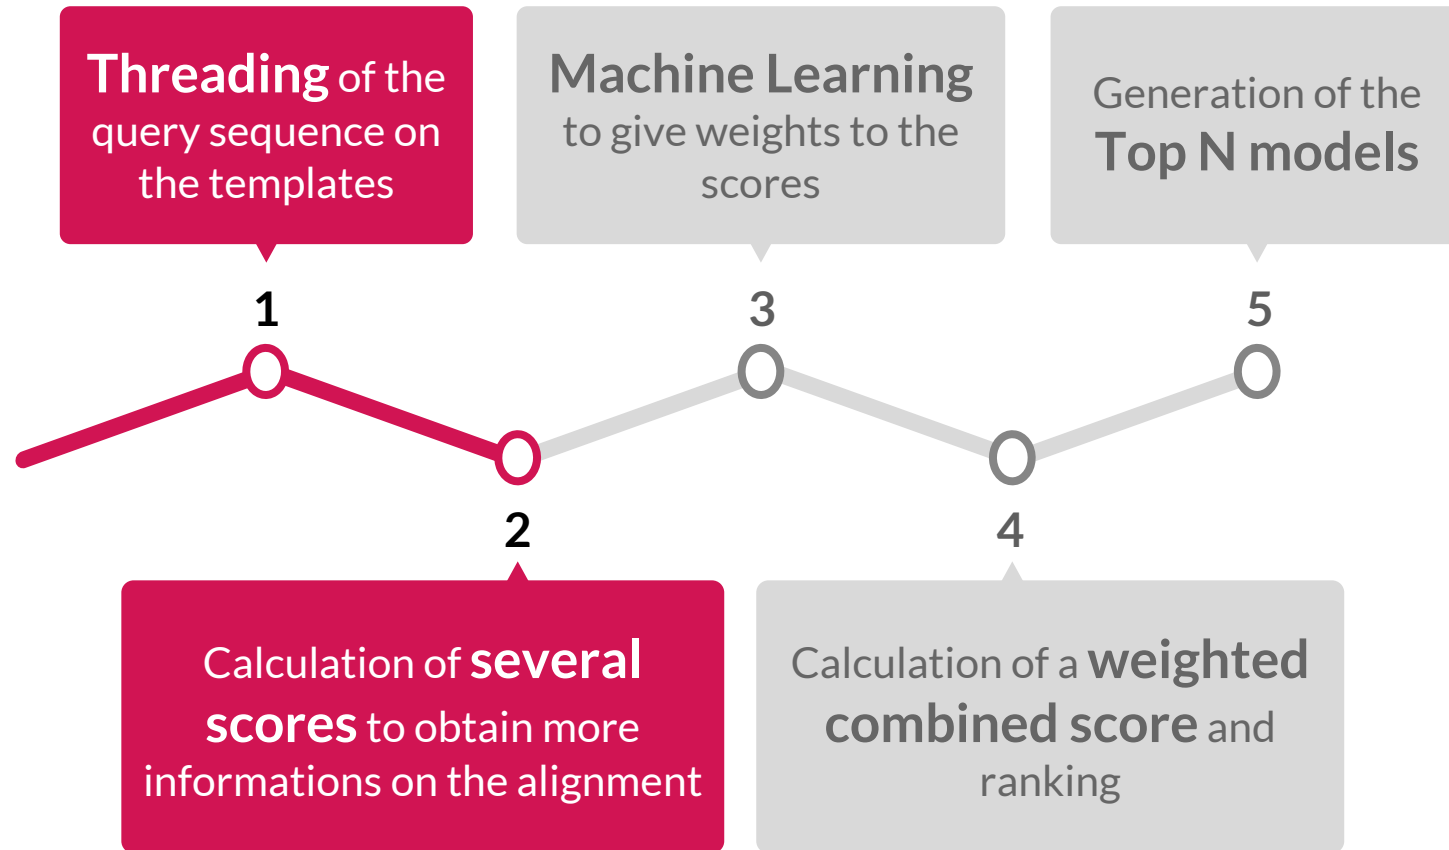 Threading of the
query sequence on
the templates
1
Calculation of several
scores to obtain more
informations on the alignment
2
Machine Learning
to give weights to the
scores
3
Calculation of a weighted
combined score and
ranking
4
Generation of the
Top N models
5